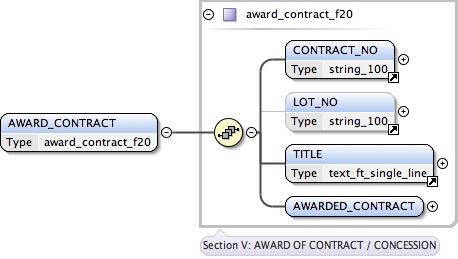 award_contract_f20
CONTRACT_NO
Type string_100
LOT_NO
Type string_100
AWARD_CONTRACT
Type award_contract_f20
TITLE
Type text_ft_single_line
AWARDED_CONTRACT
Section V: AWARD OF CONTRACT / CONCESSION